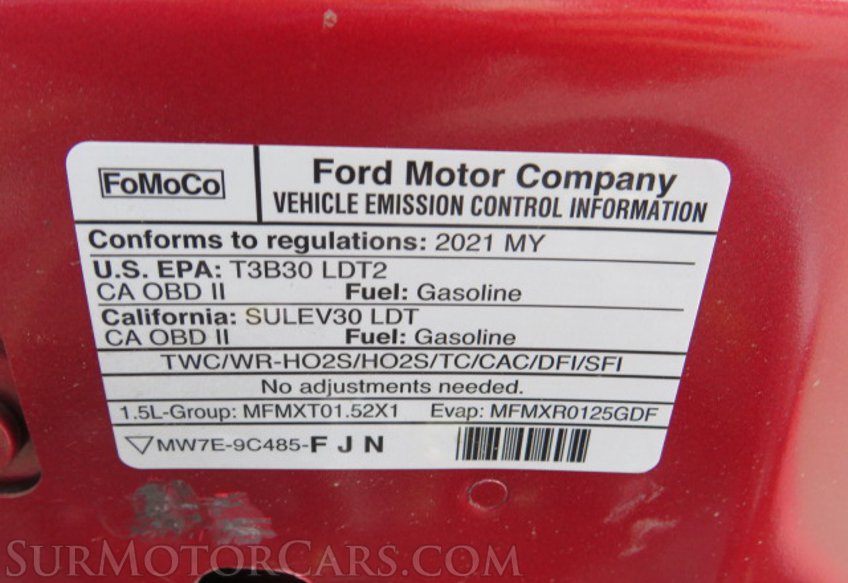 FoMoCo
Ford Motor Company
VEHICLE EMISSION CONTROL INFORMATION
Conforms to regulations: 2021 MY
U.S. EPA: T3B30 LDT2
CA OBD II Fuel: Gasoline
California: SULEV30 LDT
CA OBD II Fuel: Gasoline
TWC/WR-HO2S/HO2S/TC/CAC/DFI/SFI
No adjustments needed.
1.5L-Group: MFMXT01.52X1 Evap: MFMXR0125GDF
MW7E-9C485-F J N
SURMOTORCARS.COM